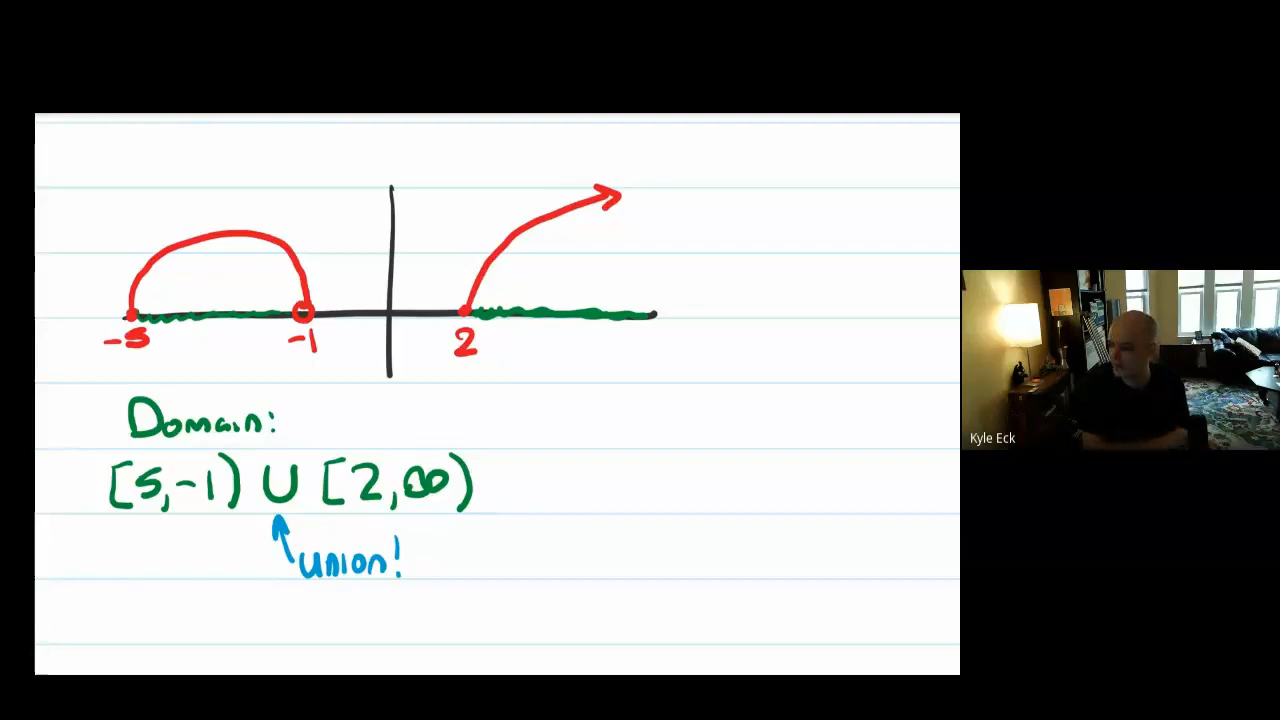 -5 -1 2
Domain:
[5,-1) U [2,∞)
union!
Kyle Eck